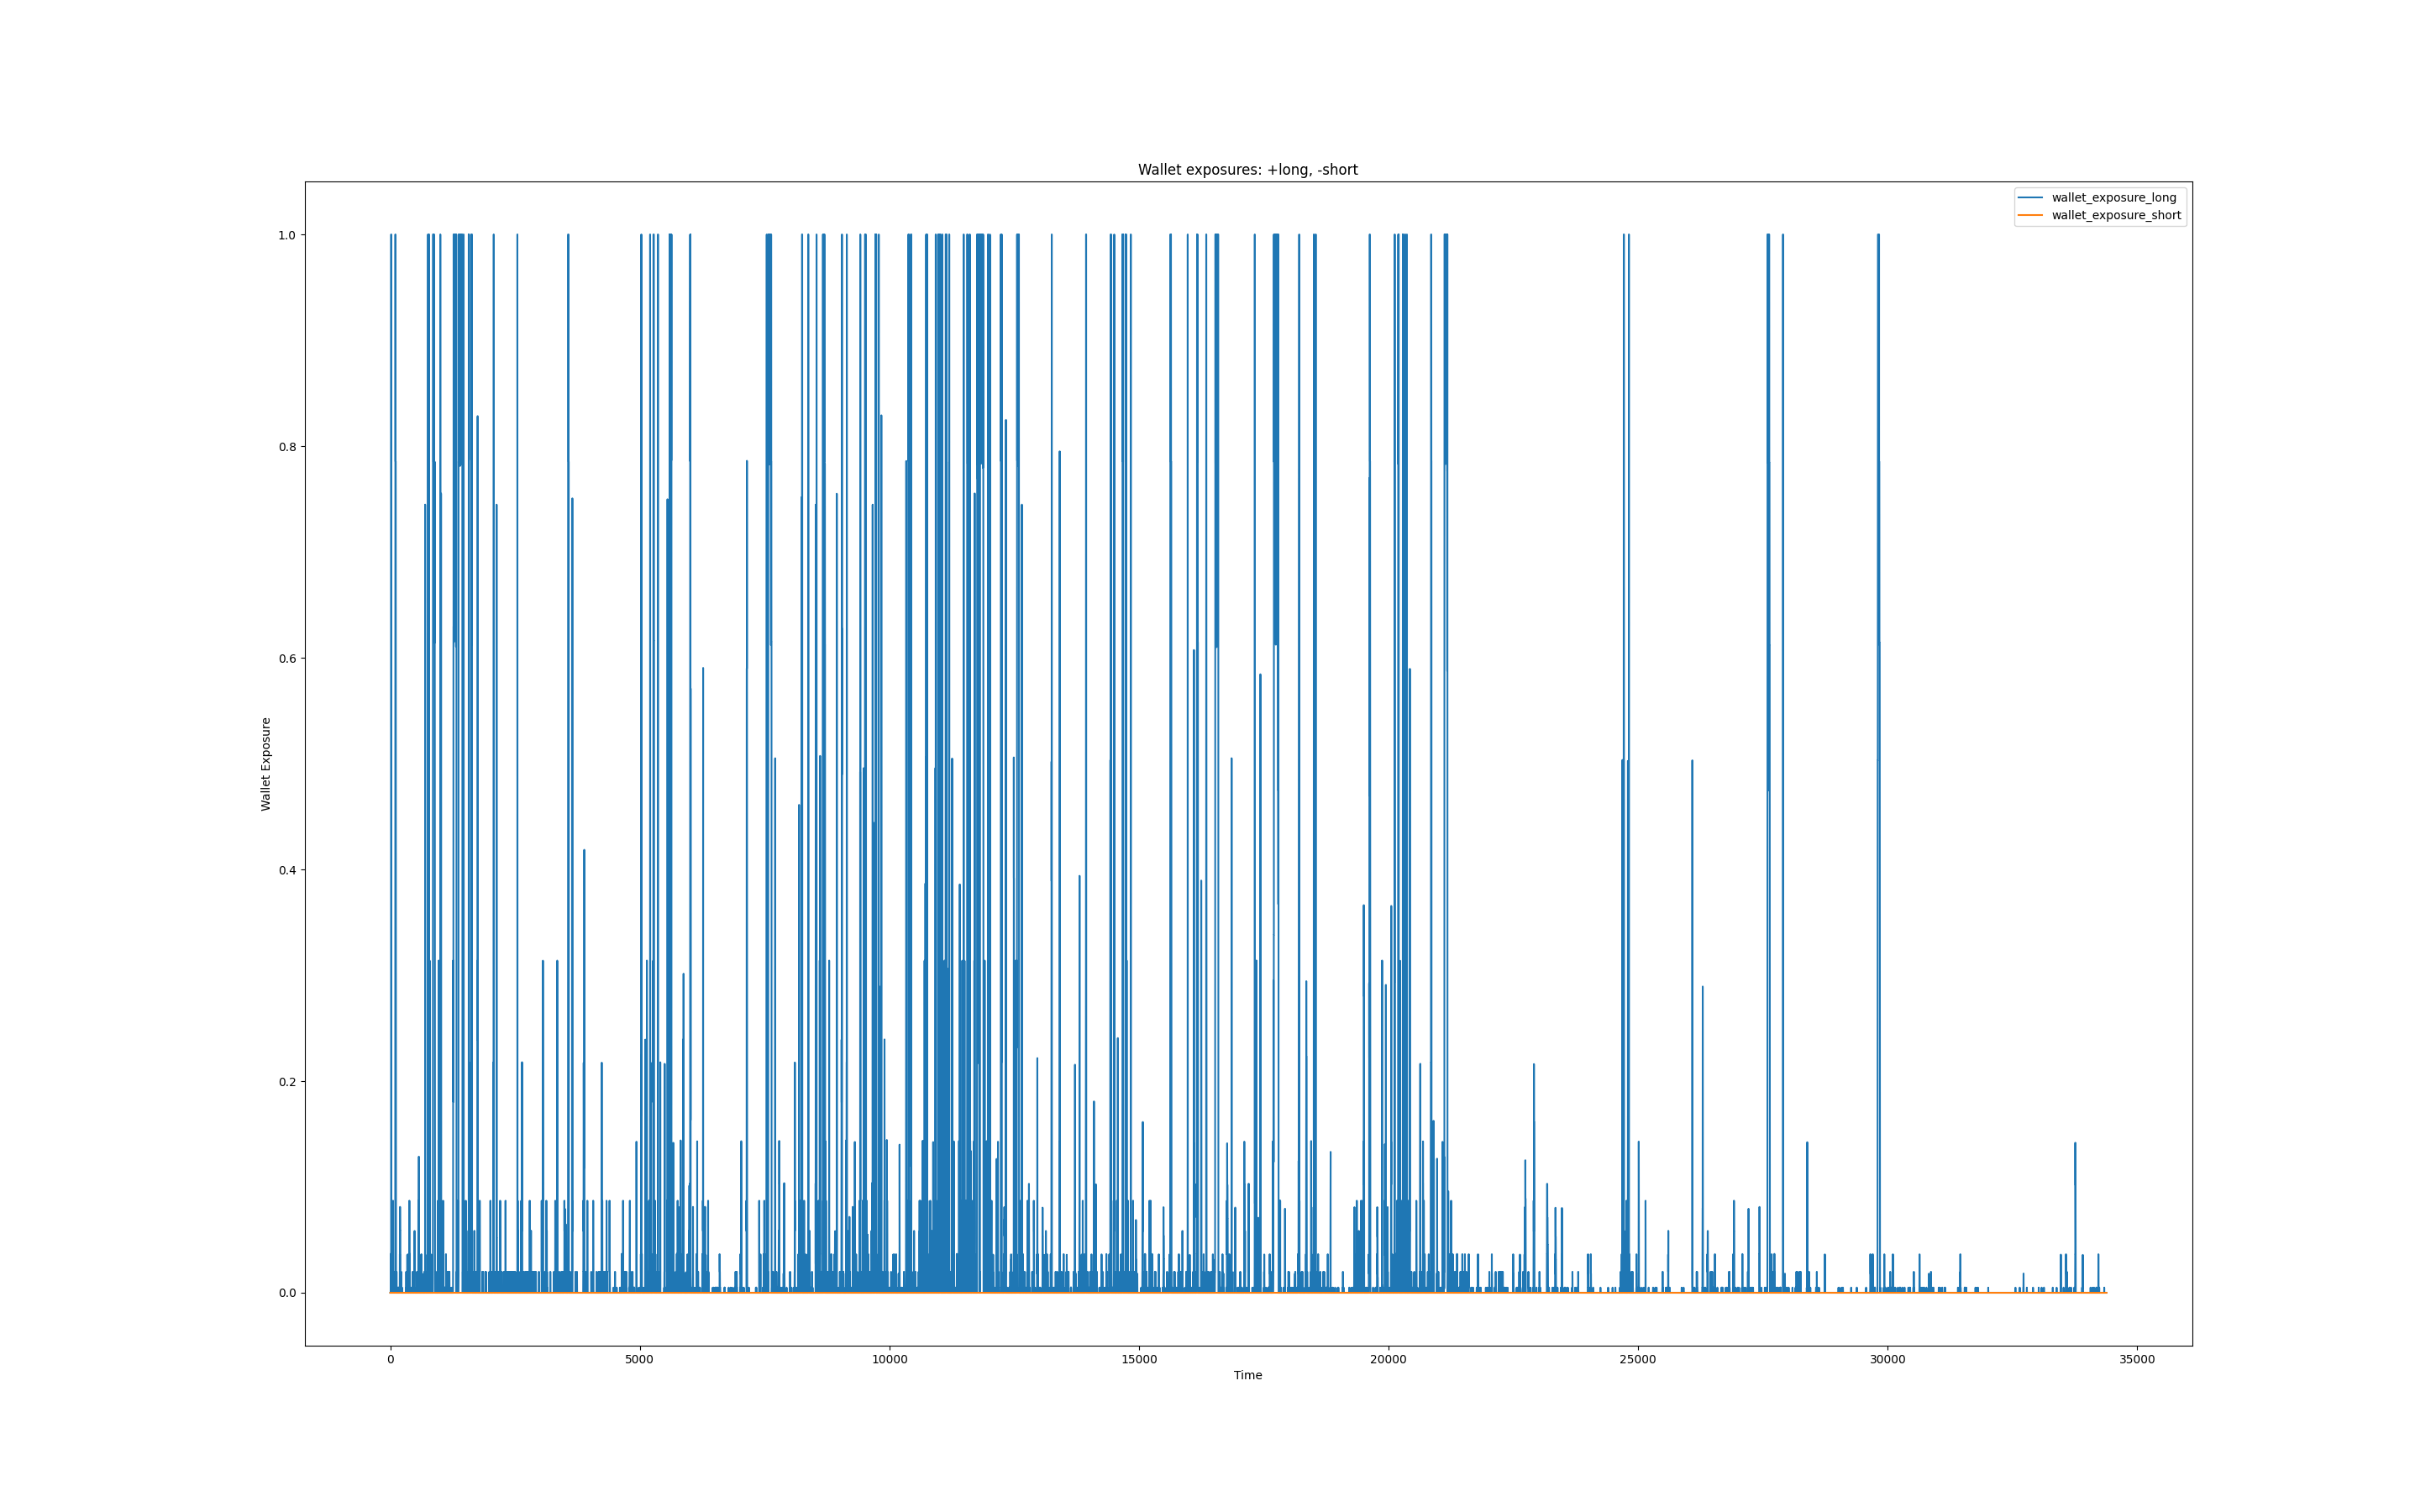 Wallet exposures: +long, -short
wallet_exposure_long
wallet_exposure_short
1.0
0.8
0.6
0.4
0.2
0.0
Wallet Exposure
0 5000 10000 15000 20000 25000 30000 35000
Time